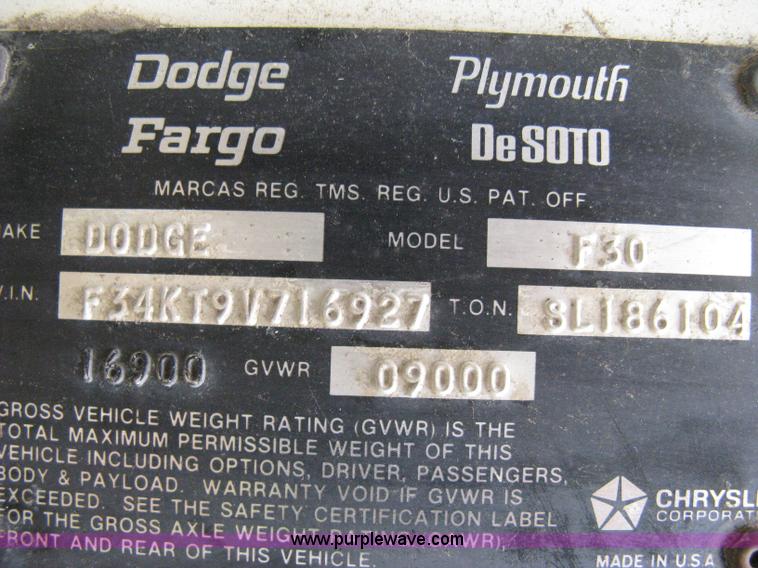 Dodge Plymouth
Fargo De SOTO
MARCAS REG. TMS. REG. U.S. PAT. OFF.
AKE DODGE MODEL F30
V.I.N. F34KT9V716927 T.O.N. SL186104
16900 GVWR 09000
GROSS VEHICLE WEIGHT RATING (GVWR) IS THE
TOTAL MAXIMUM PERMISSIBLE WEIGHT OF THIS
VEHICLE INCLUDING OPTIONS, DRIVER, PASSENGERS,
BODY & PAYLOAD. WARRANTY VOID IF GVWR IS
EXCEEDED. SEE THE SAFETY CERTIFICATION LABEL
FOR THE GROSS AXLE WEIGHT
FRONT AND REAR OF THIS VEHICLE.
CHRYSLE
CORPORAT
MADE IN U.S.A
www.purplewave.com